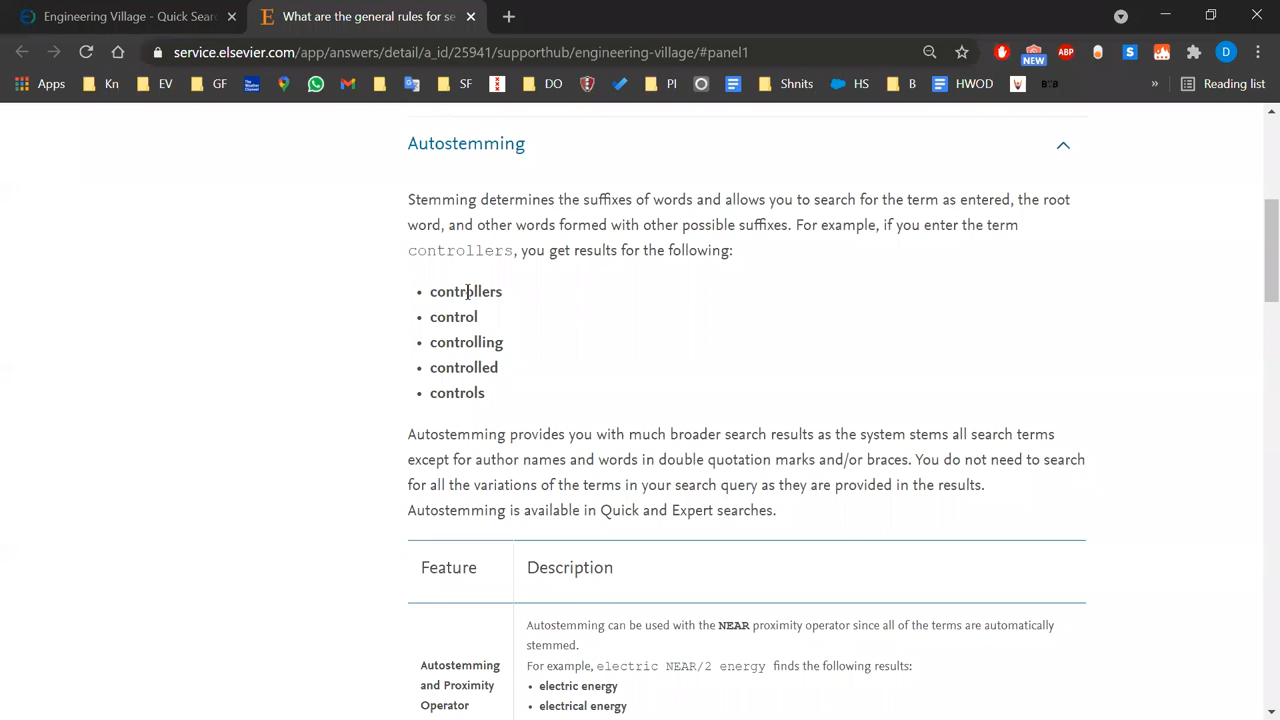 Engineering Village - Quick Sear
What are the general rules for se
service.elsevier.com/app/answers/detail/a_id/25941/supporthub/engineering-village/#panel1
ABP
S
D
NEW
Apps
Kn
EV
GF
SF
DO
PI
Shnits
HS
B
HWOD
»
Reading list
Autostemming
Stemming determines the suffixes of words and allows you to search for the term as entered, the root
word, and other words formed with other possible suffixes. For example, if you enter the term
controllers, you get results for the following:
• controllers
• control
• controlling
• controlled
• controls
Autostemming provides you with much broader search results as the system stems all search terms
except for author names and words in double quotation marks and/or braces. You do not need to search
for all the variations of the terms in your search query as they are provided in the results.
Autostemming is available in Quick and Expert searches.
Feature
Description
Autostemming can be used with the NEAR proximity operator since all of the terms are automatically
stemmed.
Autostemming
and Proximity
Operator
For example, electric NEAR/2 energy finds the following results:
• electric energy
• electrical energy